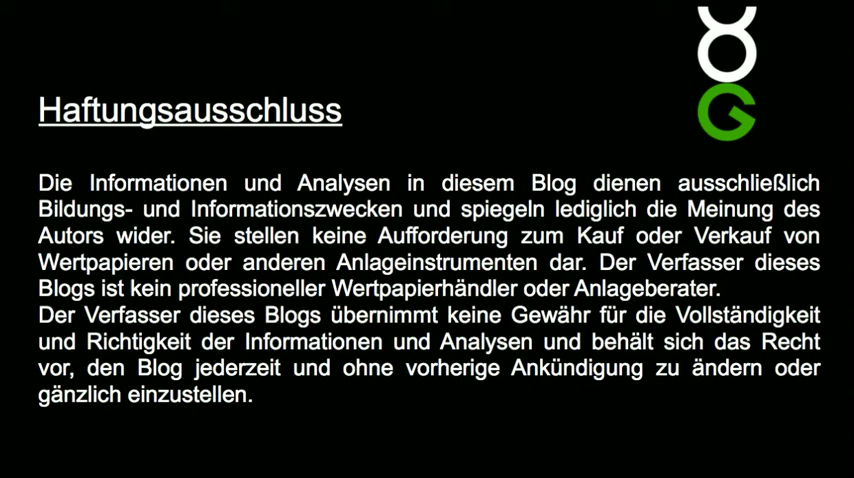 Haftungsausschluss
Die Informationen und Analysen in diesem Blog dienen ausschließlich
Bildungs- und Informationszwecken und spiegeln lediglich die Meinung des
Autors wider. Sie stellen keine Aufforderung zum Kauf oder Verkauf von
Wertpapieren oder anderen Anlageinstrumenten dar. Der Verfasser dieses
Blogs ist kein professioneller Wertpapierhändler oder Anlageberater.
Der Verfasser dieses Blogs übernimmt keine Gewähr für die Vollständigkeit
und Richtigkeit der Informationen und Analysen und behält sich das Recht
vor, den Blog jederzeit und ohne vorherige Ankündigung zu ändern oder
gänzlich einzustellen.